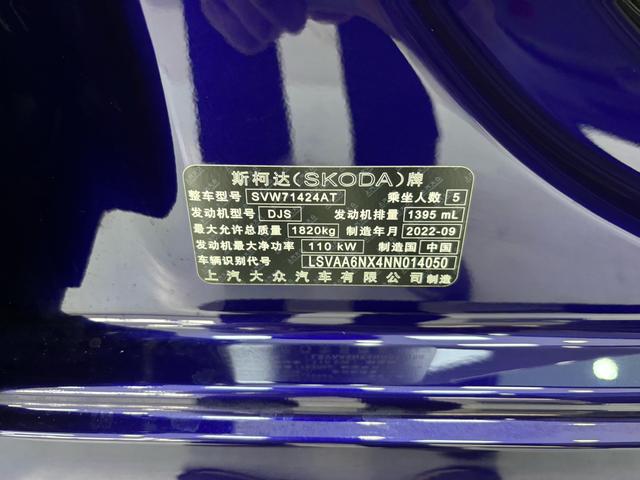 斯柯达(SKODA)牌
整车型号 SVW71424AT 乘坐人数 5
发动机型号 DJS 发动机排量 1395 mL
最大允许总质量 1820kg 制造年月 2022-09
发动机最大净功率 110 kW 制造国 中国
车辆识别代号 LSVAA6NX4NN014050
上汽大众汽车有限公司制造